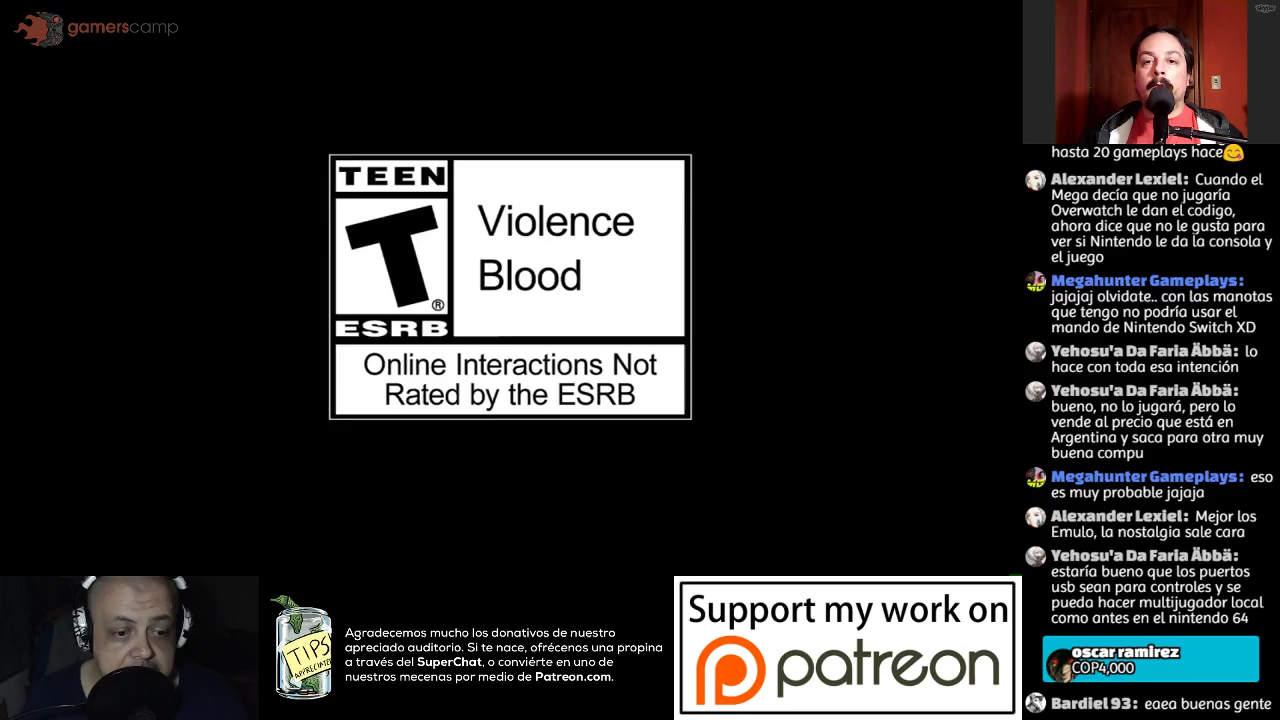 gamerscamp
skype
TEEN
T
®
ESRB
Violence
Blood
Online Interactions Not
Rated by the ESRB
hasta 20 gameplays hace😋
Alexander Lexiel: Cuando el
Mega decía que no jugaría
Overwatch le dan el codigo,
ahora dice que no le gusta para
ver si Nintendo le da la consola y
el juego
Megahunter Gameplays:
jajajaj olvidate.. con las manotas
que tengo no podría usar el
mando de Nintendo Switch XD
Yehosu'a Da Faria Äbbä: lo
hace con toda esa intención
Yehosu'a Da Faria Äbbä:
bueno, no lo jugará, pero lo
vende al precio que está en
Argentina y saca para otra muy
buena compu
Megahunter Gameplays: eso
es muy probable jajaja
Alexander Lexiel: Mejor los
Emulo, la nostalgia sale cara
Yehosu'a Da Faria Äbbä:
estaría bueno que los puertos
usb sean para controles y se
pueda hacer multijugador local
como antes en el nintendo 64
oscar ramirez
COP4,000
Bardiel 93: eaea buenas gente
TIPS
Agradecemos mucho los donativos de nuestro
apreciado auditorio. Si te nace, ofrécenos una propina
a través del SuperChat, o conviérte en uno de
nuestros mecenas por medio de Patreon.com.
Support my work on
patreon